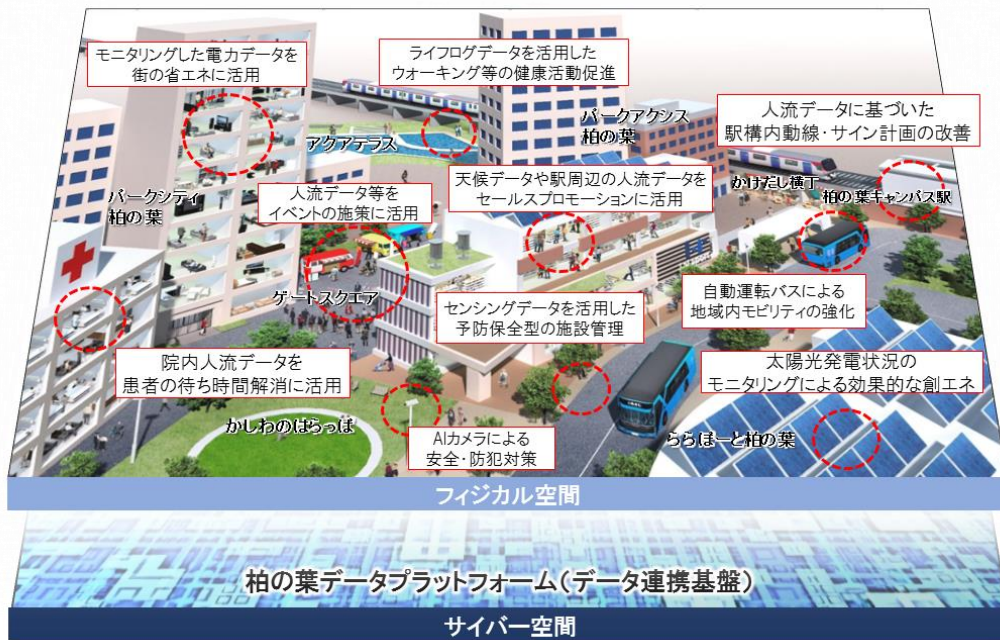 モニタリングした電力データを
街の省エネに活用
ライフログデータを活用した
ウォーキング等の健康活動促進
人流データに基づいた
駅構内動線・サイン計画の改善
パークアクシス
柏の葉
アクアテラス
天候データや駅周辺の人流データを
セールスプロモーションに活用
かけだし横丁
柏の葉キャンパス駅
パークシティ
柏の葉
人流データ等を
イベントの施策に活用
ゲートスクエア
センシングデータを活用した
予防保全型の施設管理
自動運転バスによる
地域内モビリティの強化
院内人流データを
患者の待ち時間解消に活用
太陽光発電状況の
モニタリングによる効果的な創エネ
かしわのはらっぱ
AIカメラによる
安全・防犯対策
ららぽーと柏の葉
フィジカル空間
柏の葉データプラットフォーム(データ連携基盤)
サイバー空間